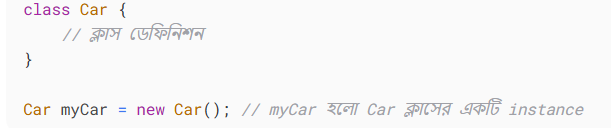 class Car {
// ক্লাস ডেফিনিশন
}
Car myCar = new Car(); // myCar হলো Car ক্লাসের একটি instance